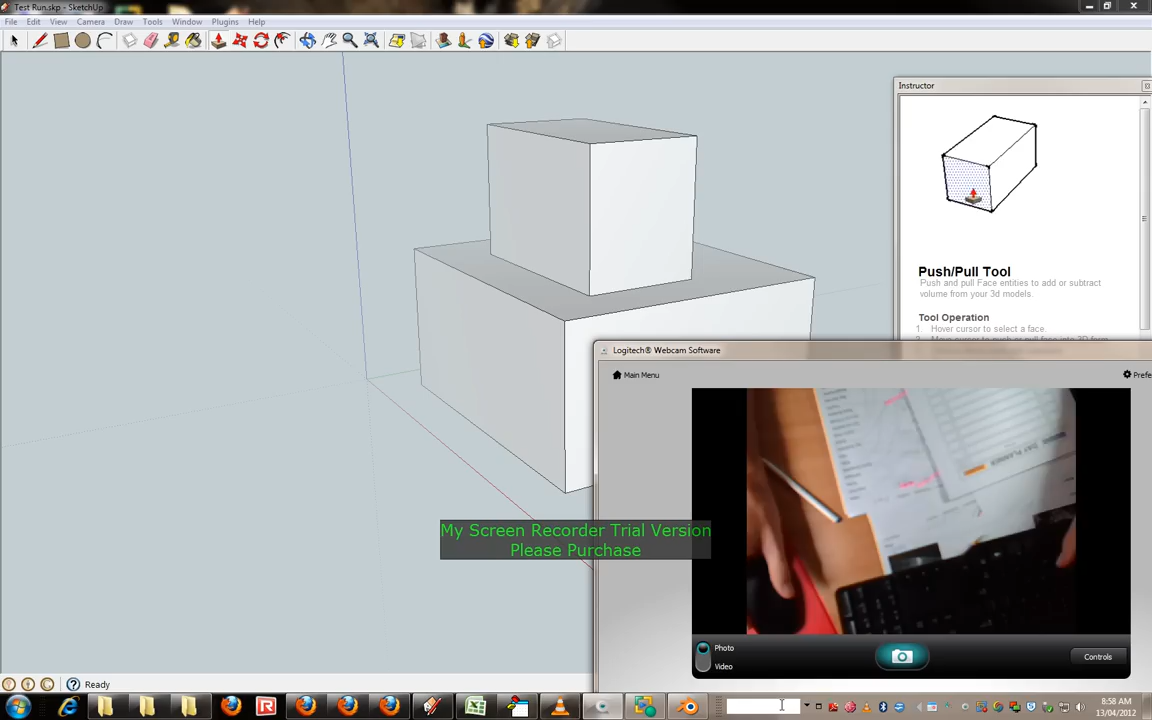 Test Run.skp - SketchUp
File Edit View Camera Draw Tools Window Plugins Help
Instructor
Push/Pull Tool
Push and pull Face entities to add or subtract
volume from your 3d models.
Tool Operation
1. Hover cursor to select a face.
Logitech® Webcam Software
Main Menu
Prefe
My Screen Recorder Trial Version
Please Purchase
Photo
Video
Controls
Ready
8:58 AM
13/04/2012